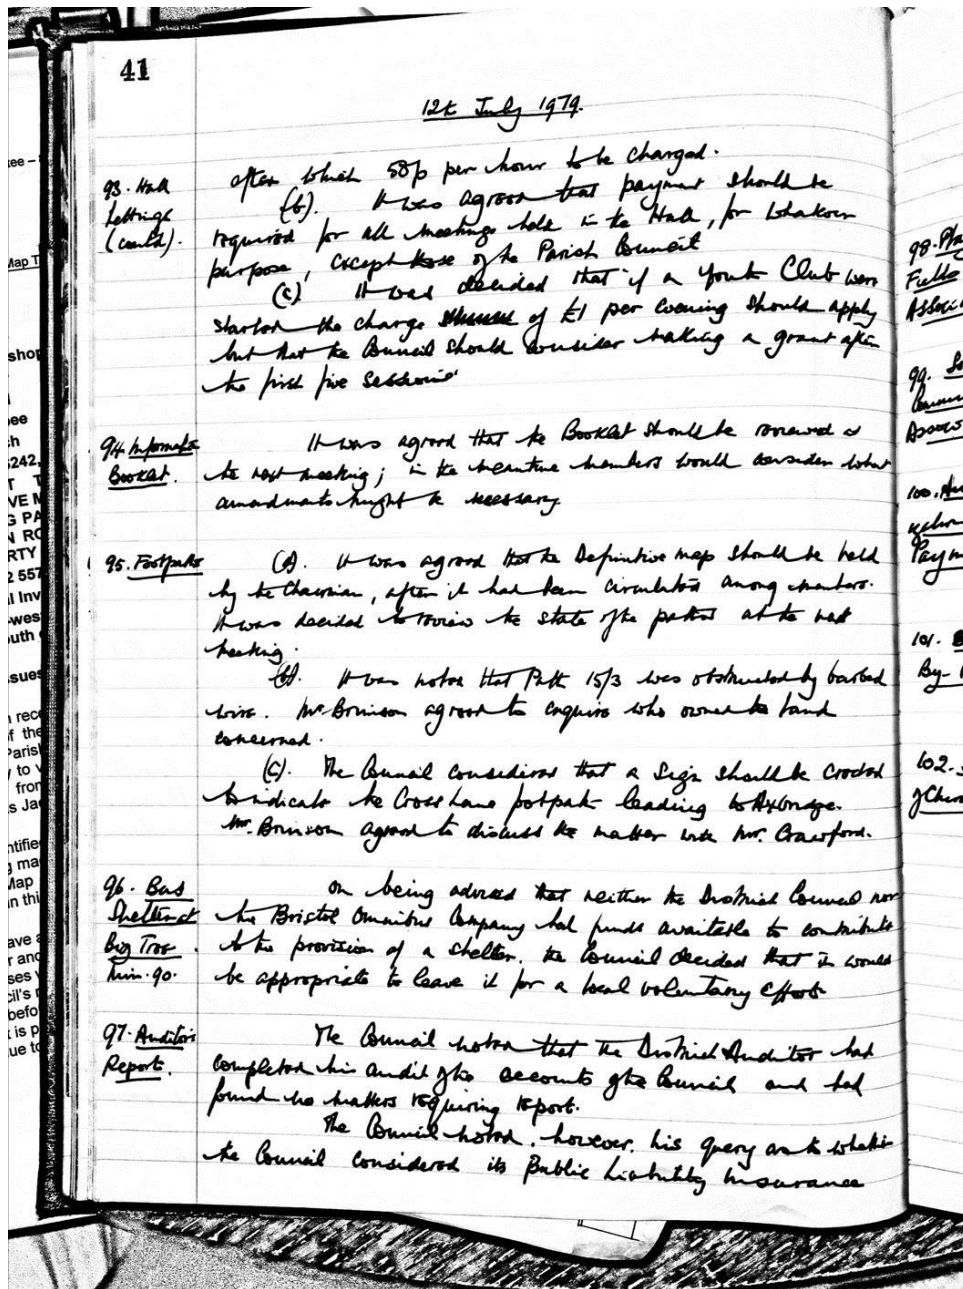 41
12th July 1979.
93. Hall
Lettings
(contd).
after which 50p per hour to be charged.
(b). It was agreed that payment should be
required for all meetings held in the Hall, for whatever
purpose, except those of the Parish Council
(c) It was decided that if a Youth Club were
started the charge of £1 per evening should apply
but that the Council should consider making a grant after
the first five sessions
94 Information
Booklet.
It was agreed that the Booklet should be reviewed at
the next meeting; in the meantime members would consider what
amendments might be necessary
95. Footpaths
(a). It was agreed that the Definitive map should be held
by the Chairman, after it had been circulated among members.
It was decided to review the state of the paths at the next
meeting.
(b). It was noted that Path 15/3 was obstructed by barbed
wire. Mr Brinson agreed to enquire who owned the land
concerned.
(c). The Council considered that a sign should be erected
to indicate the Cross Lane footpath leading to Axbridge.
Mr. Brinson agreed to discuss the matter with Mr. Crawford.
96. Bus
Shelter at
Big Tree.
Min. 90.
On being advised that neither the District Council nor
the Bristol Omnibus Company had funds available to contribute
to the provision of a shelter, the Council decided that it would
be appropriate to leave it for a local voluntary effort
97. Auditor's
Report.
The Council noted that the District Auditor had
completed his audit of the accounts of the Council and had
found no matters requiring report.
The Council noted, however, his query as to whether
the Council considered its Public Liability Insurance
98.
99.
100.
101.
By-
102.